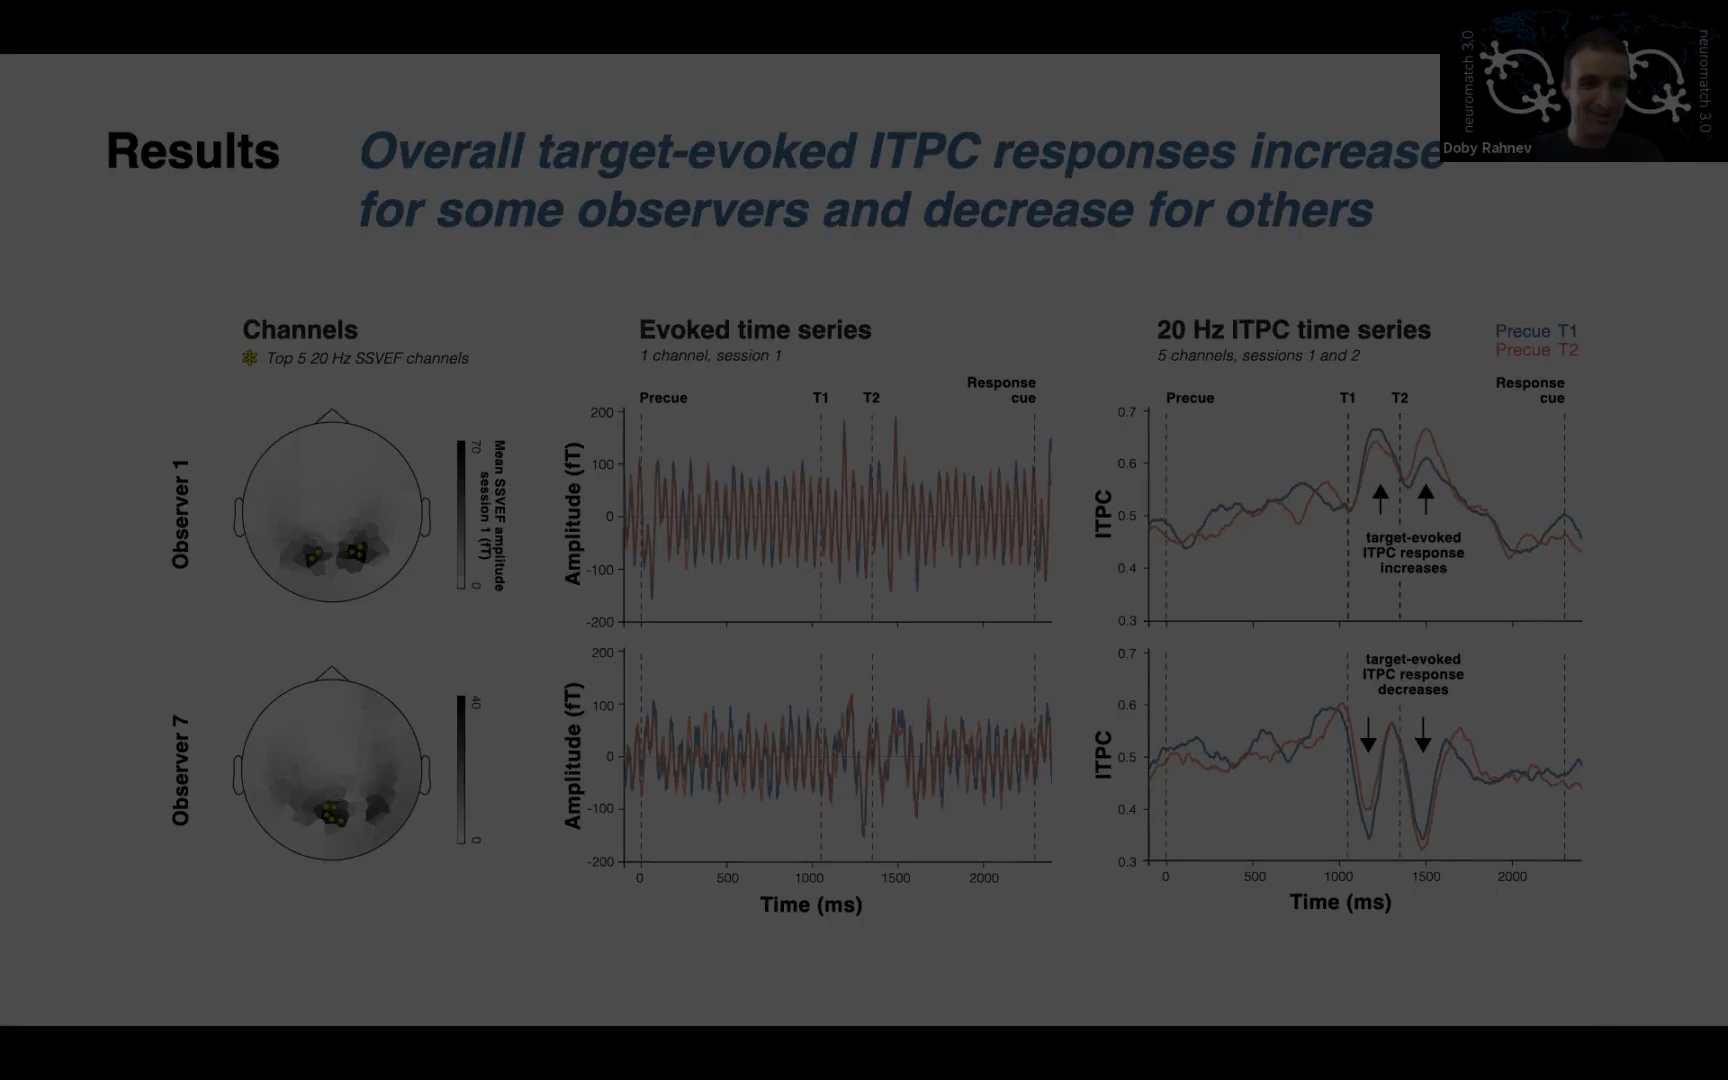 neuromatch 3.0
neuromatch 3.0
Doby Rahnev
Results
Overall target-evoked ITPC responses increase
for some observers and decrease for others
Channels
Top 5 20 Hz SSVEF channels
Evoked time series
1 channel, session 1
20 Hz ITPC time series
5 channels, sessions 1 and 2
Precue T1
Precue T2
Observer 1
70
0
Mean SSVEF amplitude
session 1 (fT)
Precue
T1
T2
Response
cue
Amplitude (fT)
200
100
0
-100
-200
Precue
T1
T2
Response
cue
ITPC
0.7
0.6
0.5
0.4
0.3
target-evoked
ITPC response
increases
Observer 7
40
0
Amplitude (fT)
200
100
0
-100
-200
0
500
1000
1500
2000
Time (ms)
ITPC
0.7
0.6
0.5
0.4
0.3
target-evoked
ITPC response
decreases
0
500
1000
1500
2000
Time (ms)